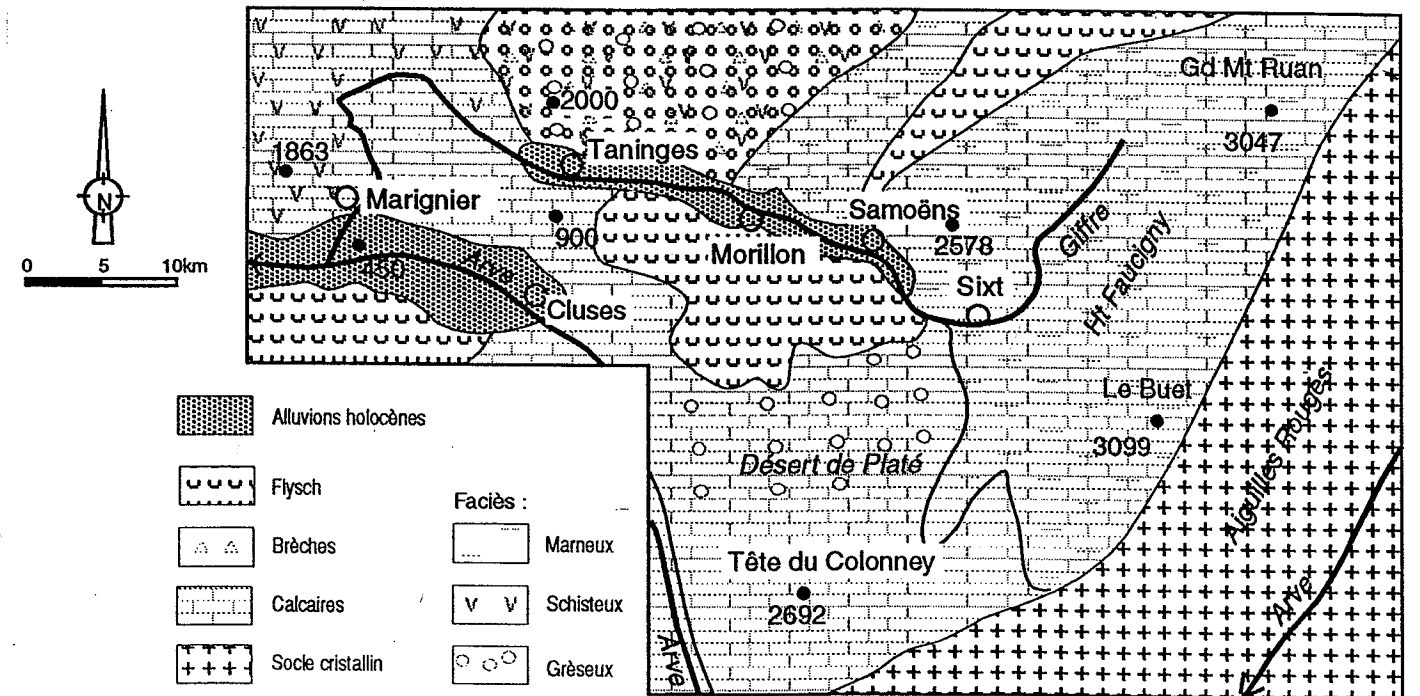 Gd Mt Ruan
3047
2000
Taninges
1863
Marignier
N
Samoëns
2578
Giffre
900
Morillon
Sixt
Ht Faucigny
450
Arve
Cluses
0 5 10km
Le Buet
3099
Aiguilles Rouges
Désert de Platé
Arve
Tête du Colonney
2692
Arve
Alluvions holocènes
Flysch
Brèches
Calcaires
Socle cristallin
Faciès :
Marneux
Schisteux
Grèseux